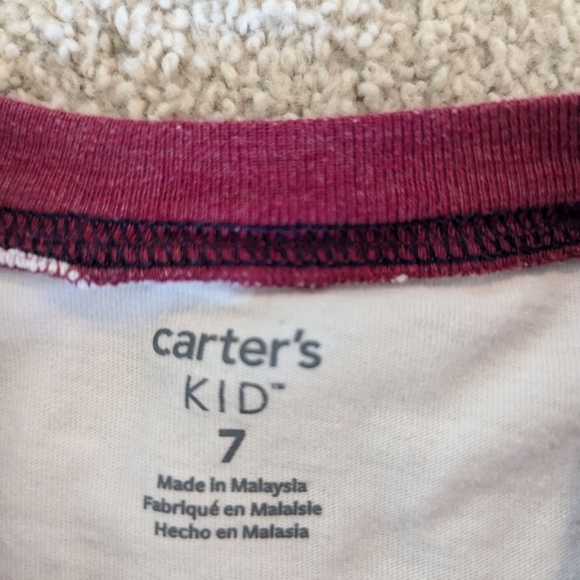 carter's
KID™
7
Made in Malaysia
Fabriqué en Malaisie
Hecho en Malasia